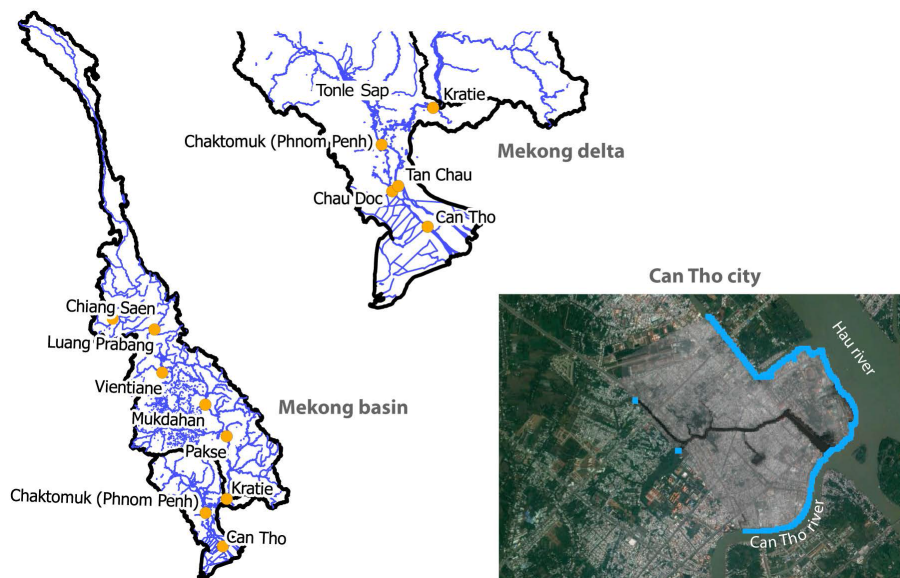 Tonle Sap
Kratie
Chaktomuk (Phnom Penh)
Mekong delta
Tan Chau
Chau Doc
Can Tho
Can Tho city
Hau river
Can Tho river
Chiang Saen
Luang Prabang
Vientiane
Mekong basin
Mukdahan
Pakse
Kratie
Chaktomuk (Phnom Penh)
Can Tho